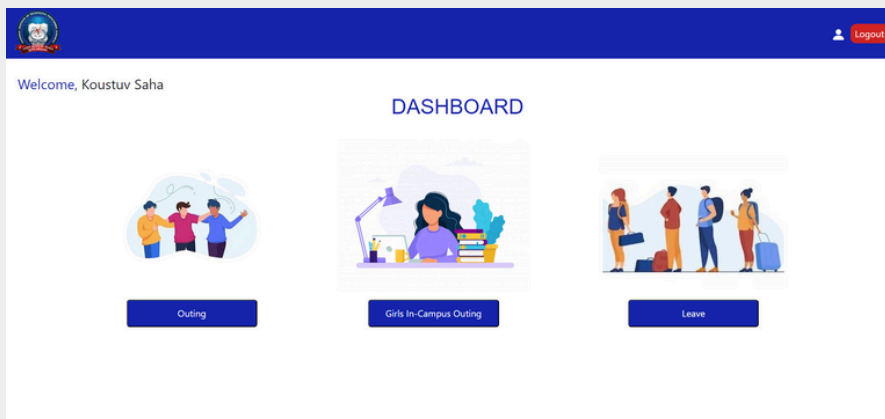 Logout
Welcome, Koustuv Saha
DASHBOARD
Outing
Girls In-Campus Outing
Leave